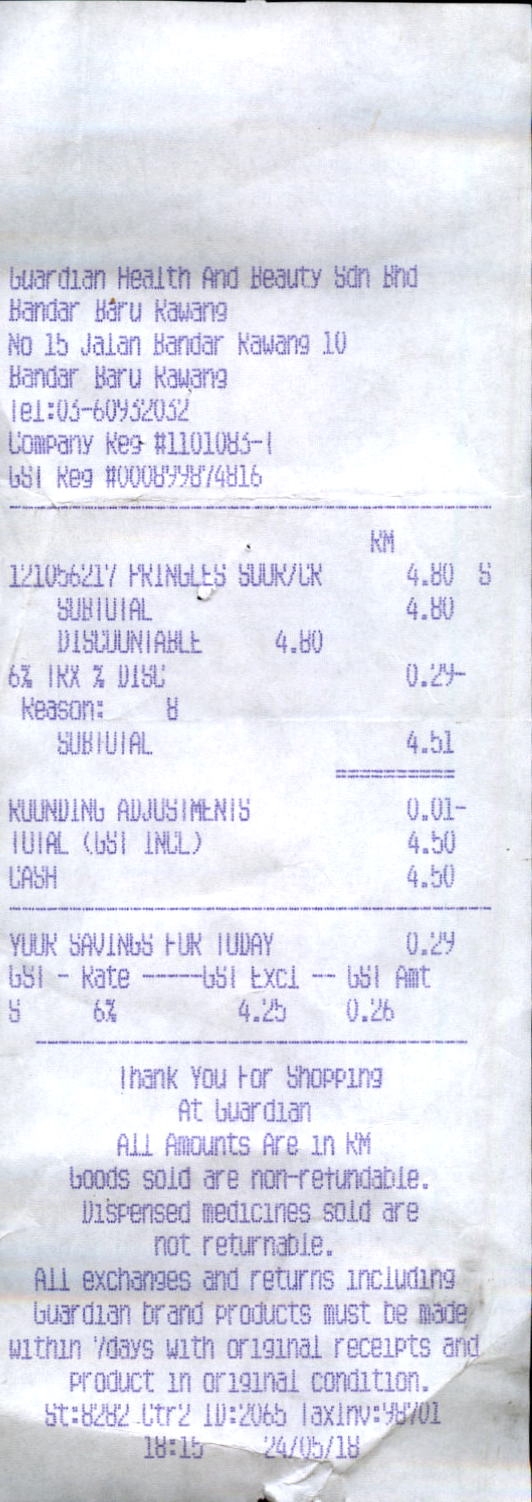 Guardian Health And Beauty Sdn Bhd
Bandar Baru Rawang
No 15 Jalan Bandar Rawang 10
Bandar Baru Rawang
Tel:03-60932032
Company Reg #1101083-T
GST Reg #000899874816
RM
121056217 PRINGLES SOUR/CR 4.80 S
SUBTOTAL 4.80
DISCOUNTABLE 4.80
6% TRX % DISC 0.29-
Reason: 8
SUBTOTAL 4.51
ROUNDING ADJUSTMENTS 0.01-
TOTAL (GST INCL) 4.50
CASH 4.50
YOUR SAVINGS FOR TODAY 0.29
GST - Rate -----GST Excl -- GST Amt
S 6% 4.25 0.26
Thank You For Shopping
At Guardian
All Amounts Are in RM
Goods sold are non-refundable.
Dispensed medicines sold are
not returnable.
All exchanges and returns including
Guardian brand products must be made
within 7days with original receipts and
product in original condition.
St:8282 Ctr2 ID:2065 TaxInv:98701
18:15 24/05/18